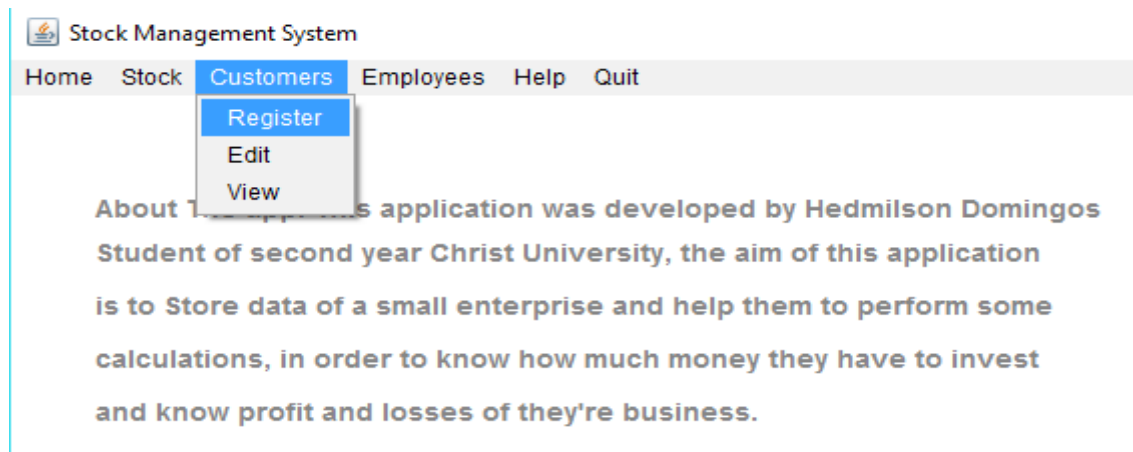 Stock Management System
Home Stock Customers Employees Help Quit
Register
Edit
View
About app. This application was developed by Hedmilson Domingos
Student of second year Christ University, the aim of this application
is to Store data of a small enterprise and help them to perform some
calculations, in order to know how much money they have to invest
and know profit and losses of they're business.